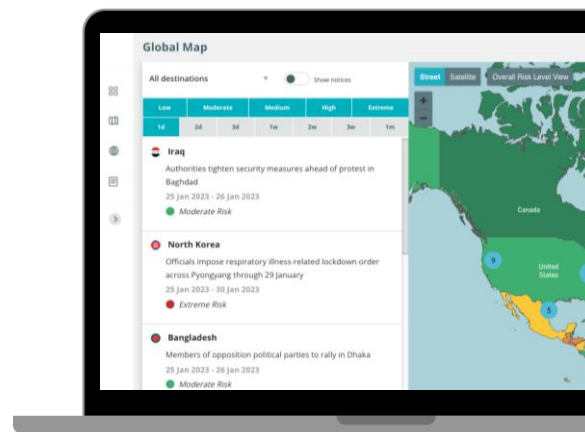 Global Map
All destinations
Show notices
Low Moderate Medium High Extreme
1d 2d 3d 1w 2w 3w 1m
Iraq
Authorities tighten security measures ahead of protest in
Baghdad
25 Jan 2023 - 26 Jan 2023
Moderate Risk
North Korea
Officials impose respiratory illness-related lockdown order
across Pyongyang through 29 January
25 Jan 2023 - 30 Jan 2023
Extreme Risk
Bangladesh
Members of opposition political parties to rally in Dhaka
25 Jan 2023 - 26 Jan 2023
Moderate Risk
Street Satellite Overall Risk Level View
+
−
Canada
9
United
States
5